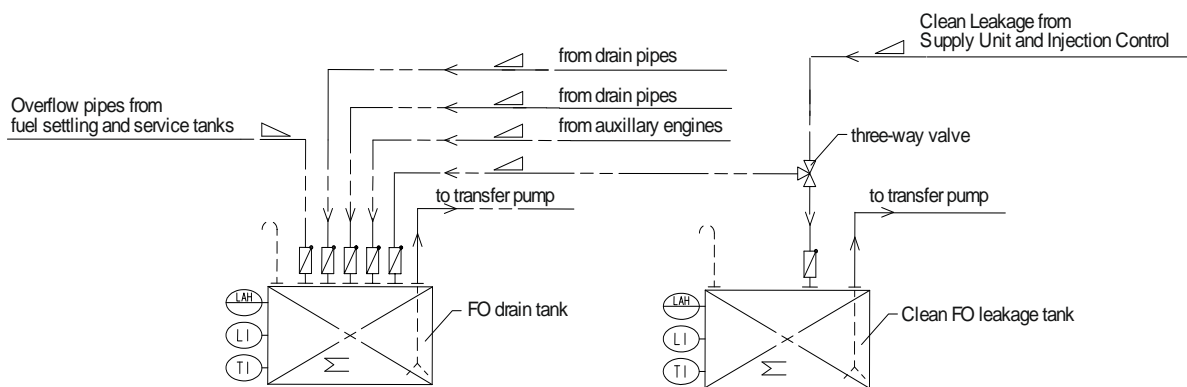 Clean Leakage from
Supply Unit and Injection Control
from drain pipes
Overflow pipes from
fuel settling and service tanks
from drain pipes
from auxillary engines
three-way valve
to transfer pump
to transfer pump
LAH
LI
TI
FO drain tank
LAH
LI
TI
Clean FO leakage tank